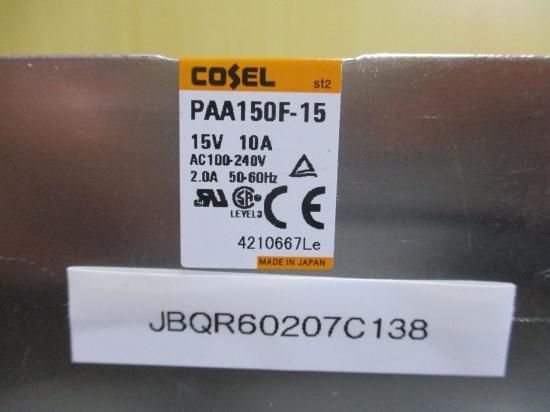 COSEL
st2
PAA150F-15
15V 10A
AC100-240V
2.0A 50-60Hz
LEVEL3
4210667Le
MADE IN JAPAN
JBQR60207C138